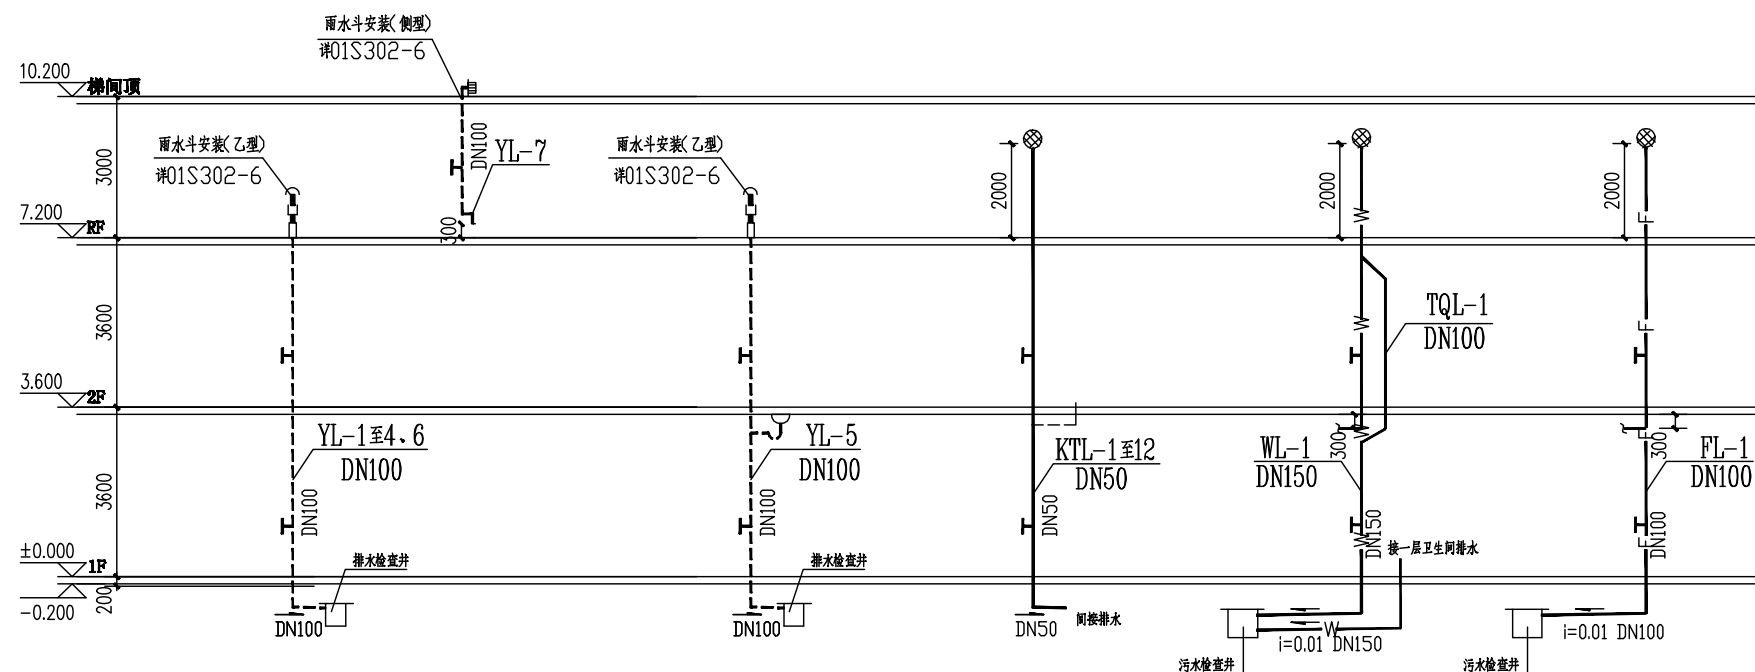 雨水斗安装(侧型)
详01S302-6
10.200
梯间顶
3000
雨水斗安装(乙型)
详01S302-6
DN100
YL-7
300
雨水斗安装(乙型)
详01S302-6
2000
2000
2000
7.200
RF
W
3600
TQL-1
DN100
W
3.600
2F
3600
YL-1至4、6
DN100
DN100
YL-5
DN100
DN100
KTL-1至12
DN50
DN50
300
W
WL-1
DN150
DN150
W
接一层卫生间排水
300
FL-1
DN100
DN100
±0.000
1F
-0.200
200
排水检查井
DN100
排水检查井
DN100
DN50
间接排水
W
i=0.01 DN150
污水检查井
i=0.01 DN100
污水检查井